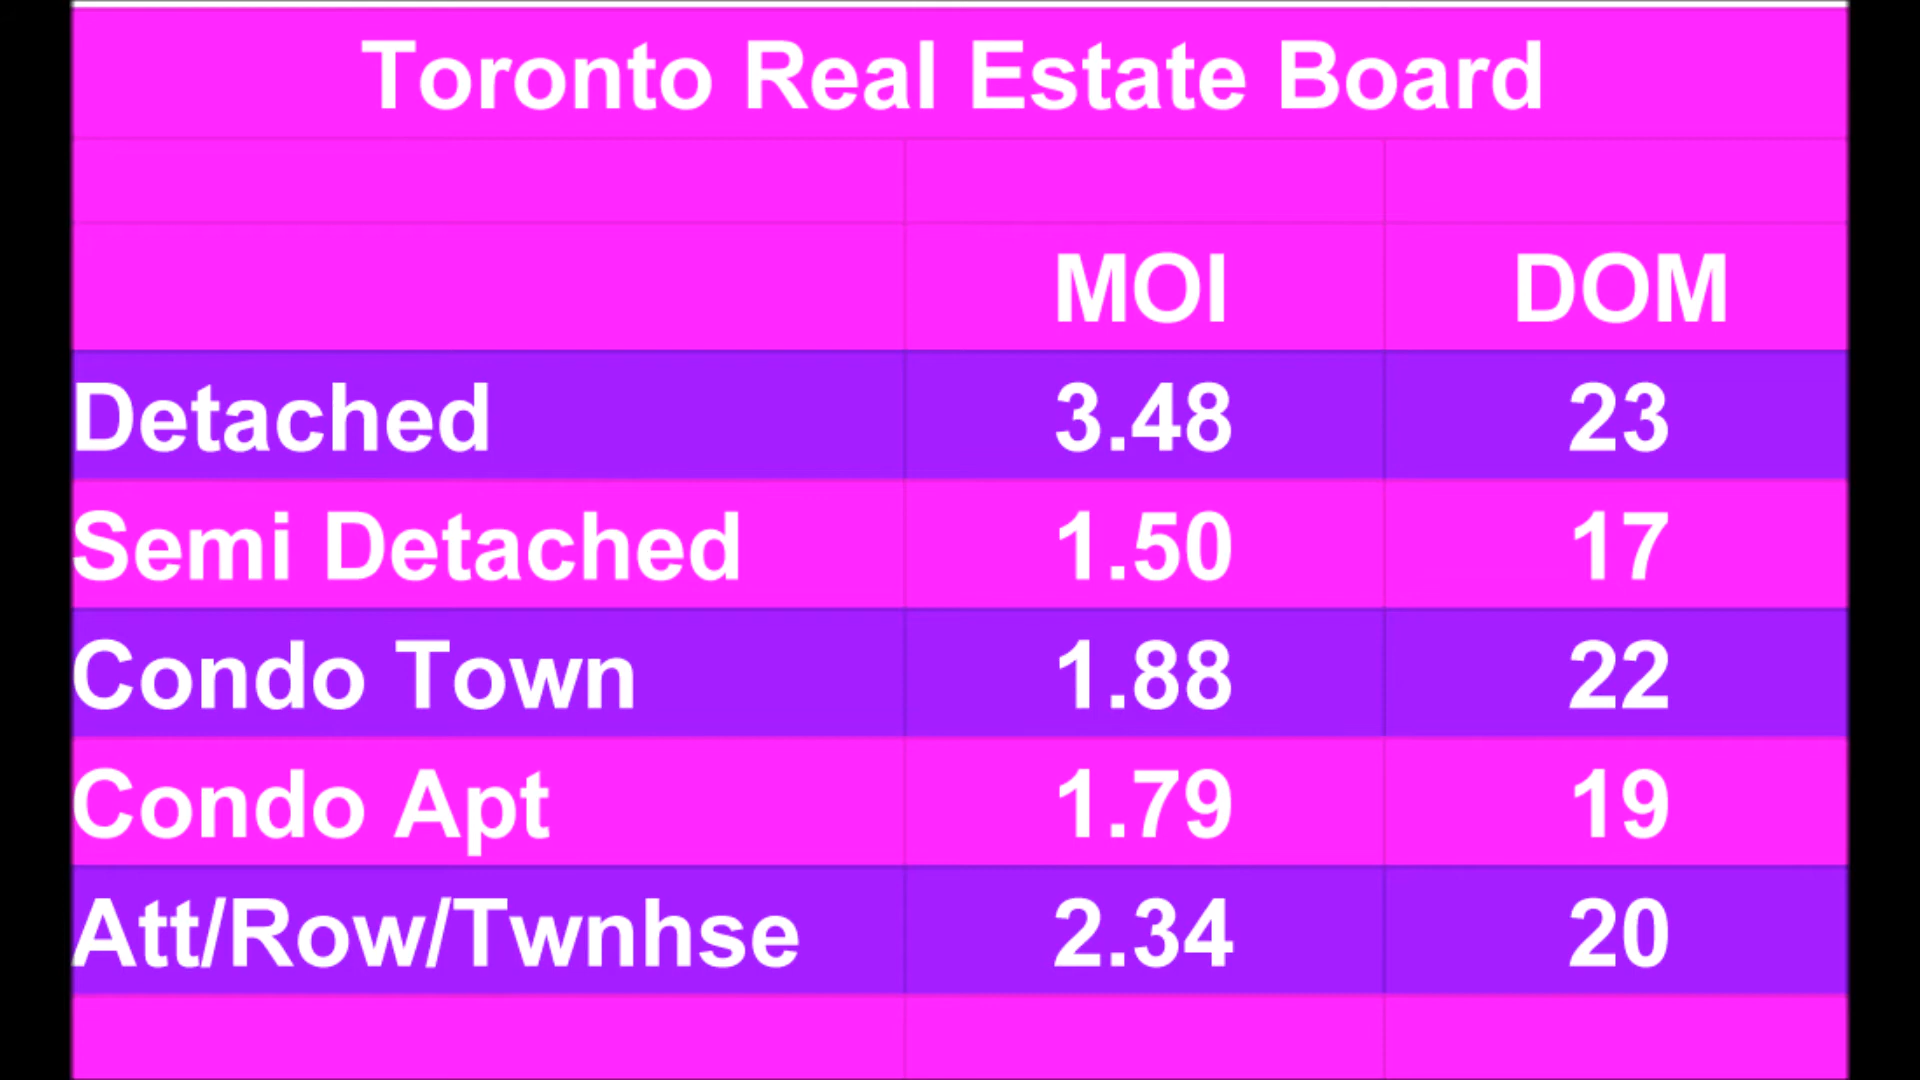 Toronto Real Estate Board
MOI DOM
Detached 3.48 23
Semi Detached 1.50 17
Condo Town 1.88 22
Condo Apt 1.79 19
Att/Row/Twnhse 2.34 20